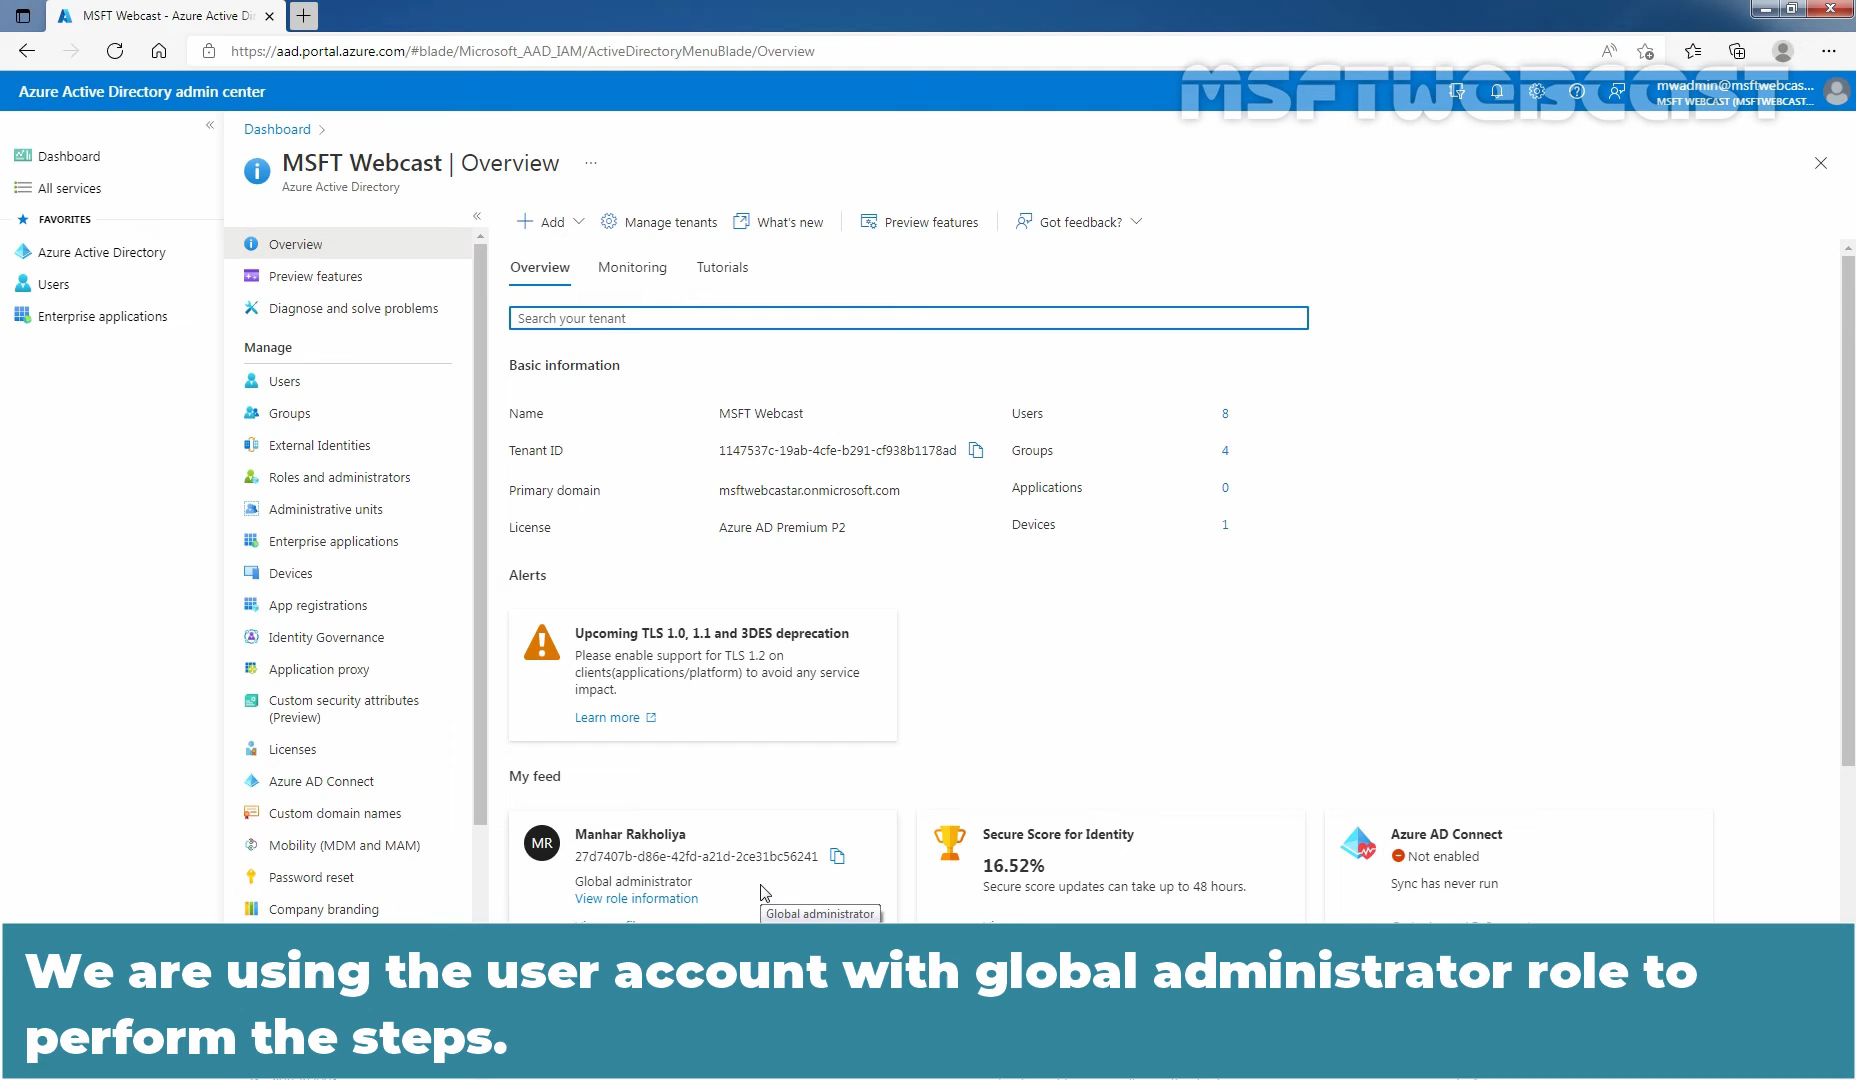 MSFT Webcast - Azure Active Di
https://aad.portal.azure.com/#blade/Microsoft_AAD_IAM/ActiveDirectoryMenuBlade/Overview
MSFTWEBCAST
Azure Active Directory admin center
mwadmin@msftwebcas...
MSFT WEBCAST (MSFTWEBCAST...
Dashboard
All services
FAVORITES
Azure Active Directory
Users
Enterprise applications
Dashboard
MSFT Webcast | Overview ...
Azure Active Directory
Overview
Preview features
Diagnose and solve problems
Manage
Users
Groups
External Identities
Roles and administrators
Administrative units
Enterprise applications
Devices
App registrations
Identity Governance
Application proxy
Custom security attributes
(Preview)
Licenses
Azure AD Connect
Custom domain names
Mobility (MDM and MAM)
Password reset
Company branding
Add Manage tenants What's new Preview features Got feedback?
Overview Monitoring Tutorials
Search your tenant
Basic information
Name MSFT Webcast Users 8
Tenant ID 1147537c-19ab-4cfe-b291-cf938b1178ad Groups 4
Primary domain msftwebcastar.onmicrosoft.com Applications 0
License Azure AD Premium P2 Devices 1
Alerts
Upcoming TLS 1.0, 1.1 and 3DES deprecation
Please enable support for TLS 1.2 on
clients(applications/platform) to avoid any service
impact.
Learn more
My feed
MR
Manhar Rakholiya
27d7407b-d86e-42fd-a21d-2ce31bc56241
Global administrator
View role information
Global administrator
Secure Score for Identity
16.52%
Secure score updates can take up to 48 hours.
Azure AD Connect
Not enabled
Sync has never run
We are using the user account with global administrator role to
perform the steps.